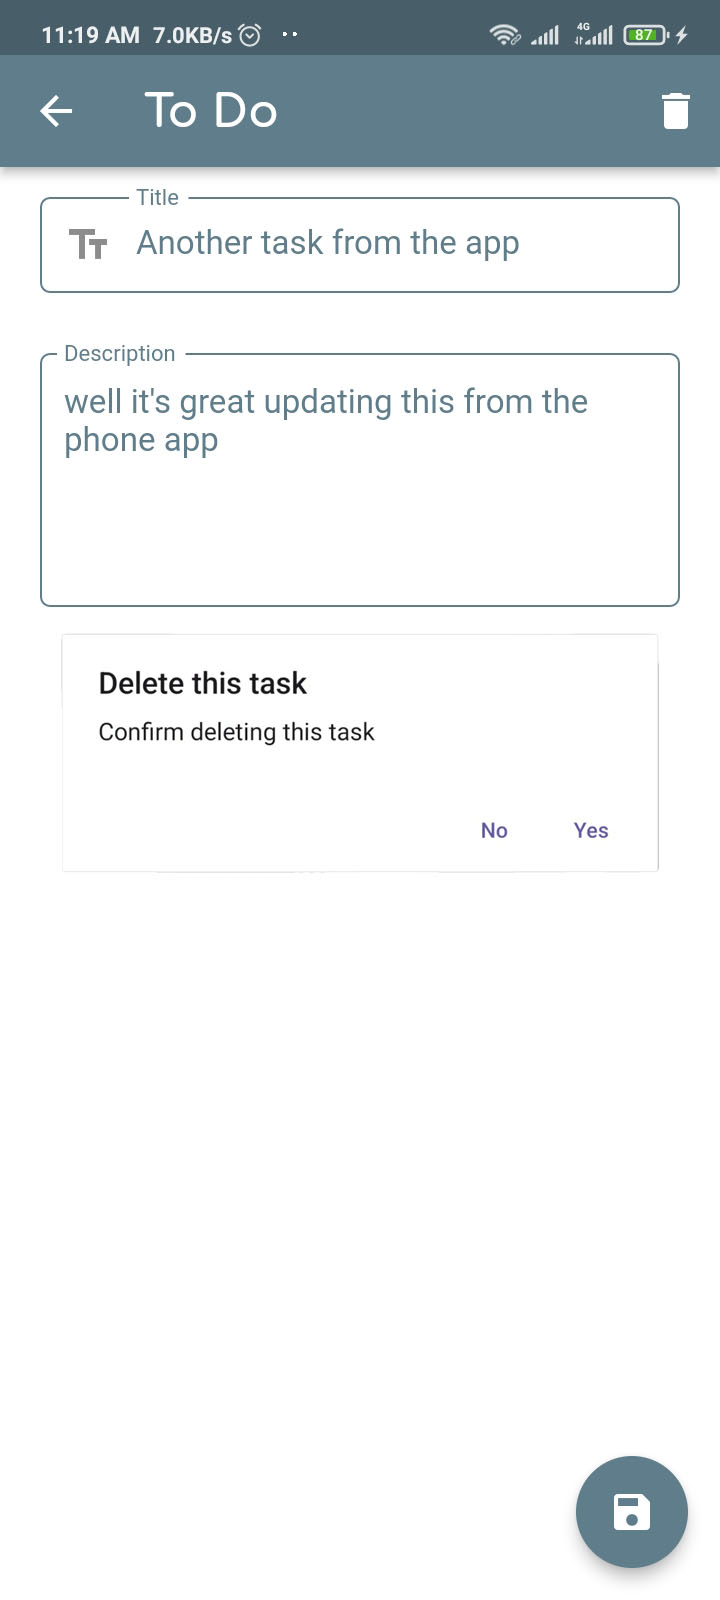 11:19 AM 7.0KB/s
4G
87
To Do
Title
Another task from the app
Description
well it's great updating this from the
phone app
Delete this task
Confirm deleting this task
No Yes